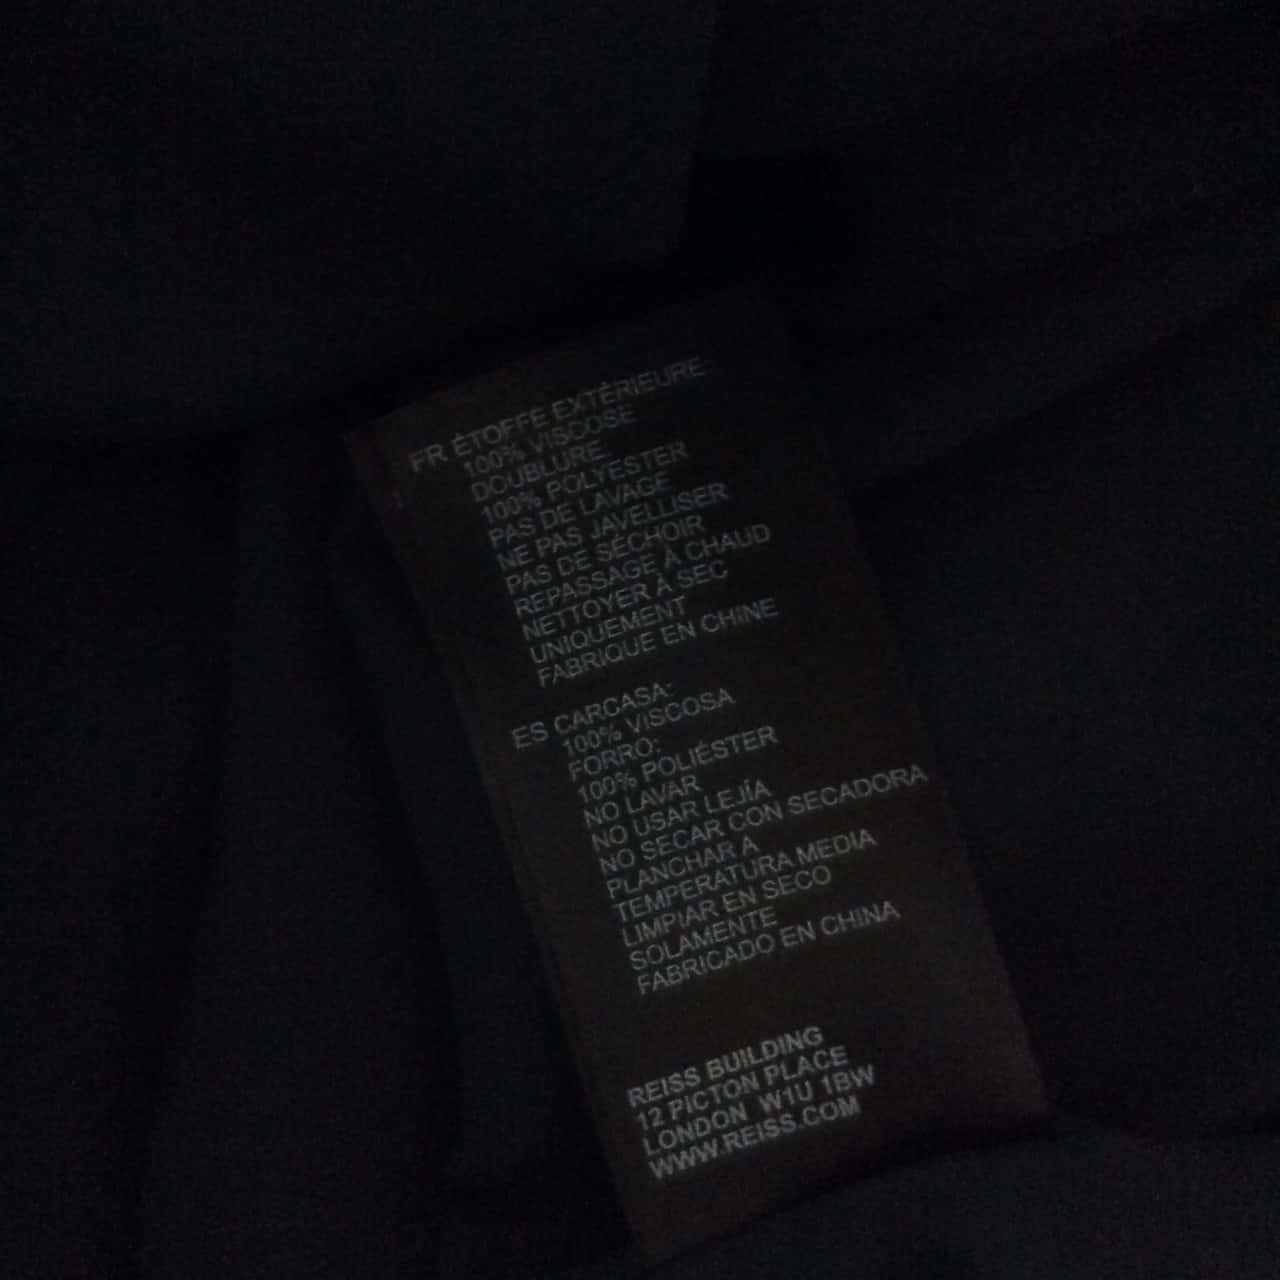 FR ÉTOFFE EXTÉRIEURE:
100% VISCOSE
DOUBLURE:
100% POLYESTER
PAS DE LAVAGE
NE PAS JAVELLISER
PAS DE SÉCHOIR
REPASSAGE À CHAUD
NETTOYER À SEC
UNIQUEMENT
FABRIQUE EN CHINE
ES CARCASA:
100% VISCOSA
FORRO:
100% POLIÉSTER
NO LAVAR
NO USAR LEJÍA
NO SECAR CON SECADORA
PLANCHAR A
TEMPERATURA MEDIA
LIMPIAR EN SECO
SOLAMENTE
FABRICADO EN CHINA
REISS BUILDING
12 PICTON PLACE
LONDON W1U 1BW
WWW.REISS.COM